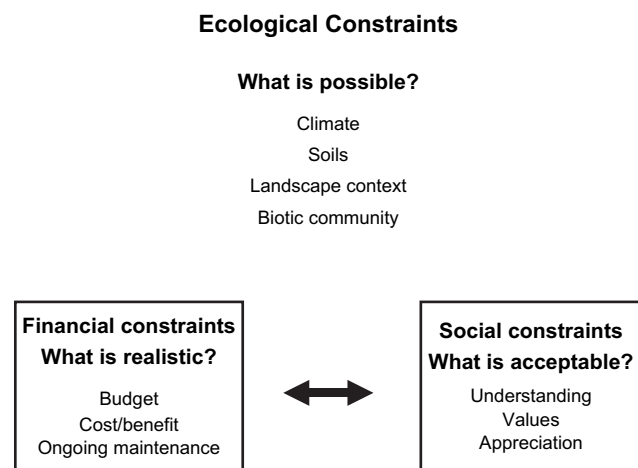 Ecological Constraints
What is possible?
Climate
Soils
Landscape context
Biotic community
Financial constraints
What is realistic?
Budget
Cost/benefit
Ongoing maintenance
Social constraints
What is acceptable?
Understanding
Values
Appreciation